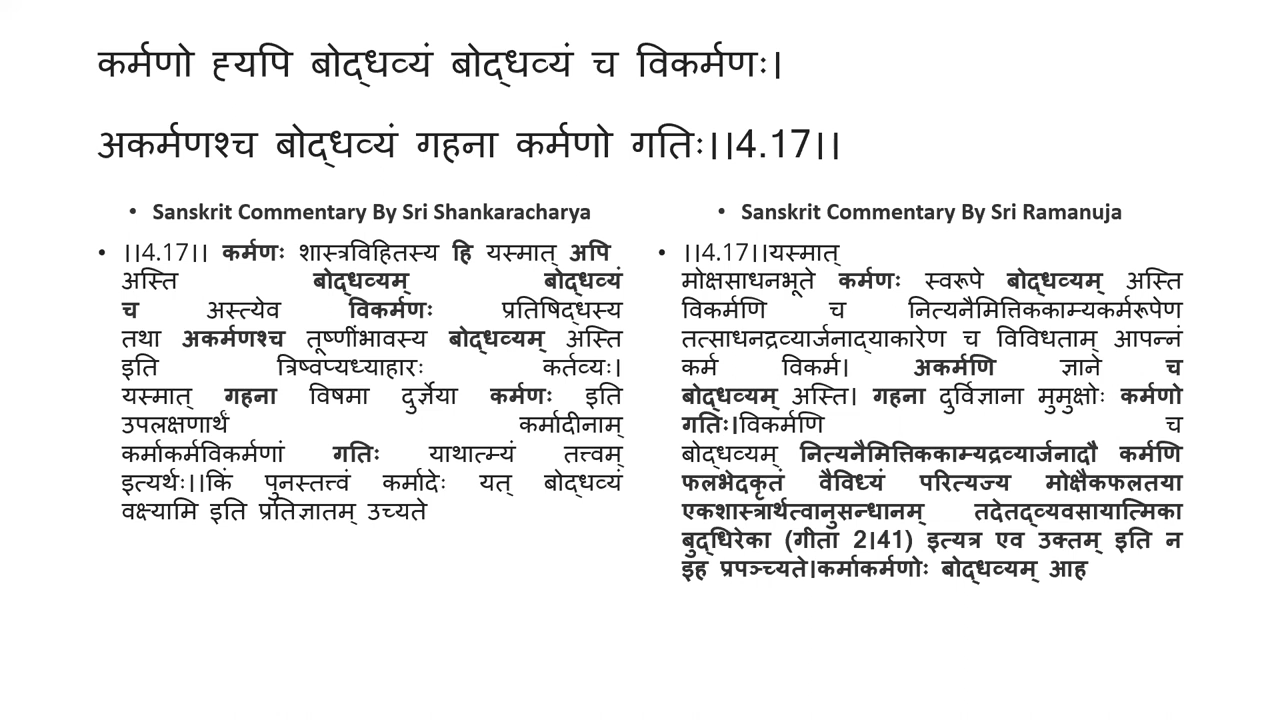 कर्मणो ह्यपि बोद्धव्यं बोद्धव्यं च विकर्मणः।
अकर्मणश्च बोद्धव्यं गहना कर्मणो गतिः।।4.17।।
• Sanskrit Commentary By Sri Shankaracharya
• ।।4.17।। कर्मणः शास्त्रविहितस्य हि यस्मात् अपि
अस्ति बोद्धव्यम् बोद्धव्यं
च अस्त्येव विकर्मणः प्रतिषिद्धस्य
तथा अकर्मणश्च तूष्णींभावस्य बोद्धव्यम् अस्ति
इति त्रिष्वप्यध्याहारः कर्तव्यः।
यस्मात् गहना विषमा दुर्ज्ञेया कर्मणः इति
उपलक्षणार्थं कर्मादीनाम्
कर्माकर्मविकर्मणां गतिः याथात्म्यं तत्त्वम्
इत्यर्थः।।किं पुनस्तत्त्वं कर्मादेः यत् बोद्धव्यं
वक्ष्यामि इति प्रतिज्ञातम् उच्यते
• Sanskrit Commentary By Sri Ramanuja
• ।।4.17।।यस्मात्
मोक्षसाधनभूते कर्मणः स्वरूपे बोद्धव्यम् अस्ति
विकर्मणि च नित्यनैमित्तिककाम्यकर्मरूपेण
तत्साधनद्रव्यार्जनाद्याकारेण च विविधताम् आपन्नं
कर्म विकर्म। अकर्मणि ज्ञाने च
बोद्धव्यम् अस्ति। गहना दुर्विज्ञाना मुमुक्षोः कर्मणो
गतिः।विकर्मणि च
बोद्धव्यम् नित्यनैमित्तिककाम्यद्रव्यार्जनादौ कर्मणि
फलभेदकृतं वैविध्यं परित्यज्य मोक्षैकफलतया
एकशास्त्रार्थत्वानुसन्धानम् तदेतद्व्यवसायात्मिका
बुद्धिरेका (गीता 2।41) इत्यत्र एव उक्तम् इति न
इह प्रपञ्च्यते।कर्माकर्मणोः बोद्धव्यम् आह